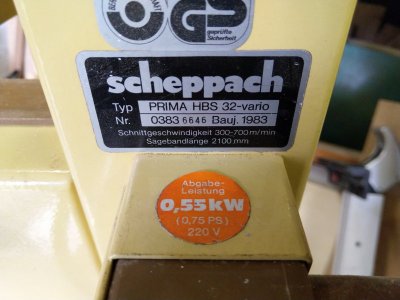 GS
geprüfte
Sicherheit
scheppach
Typ PRIMA HBS 32-vario
Nr. 0383 6646 Bauj. 1983
Schnittgeschwindigkeit 300-700 m/min
Sägebandlänge 2100 mm
Abgabe-
Leistung
0,55kW
(0,75 PS)
220 V